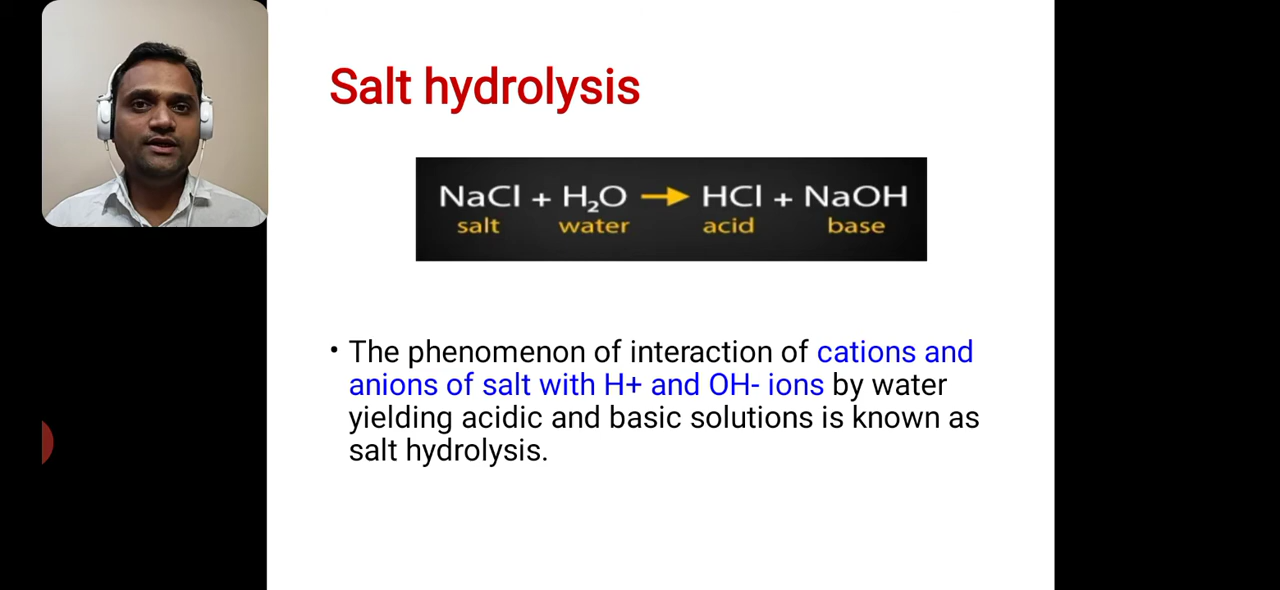 Salt hydrolysis
NaCl + H₂O → HCl + NaOH
salt water acid base
• The phenomenon of interaction of cations and
anions of salt with H+ and OH- ions by water
yielding acidic and basic solutions is known as
salt hydrolysis.